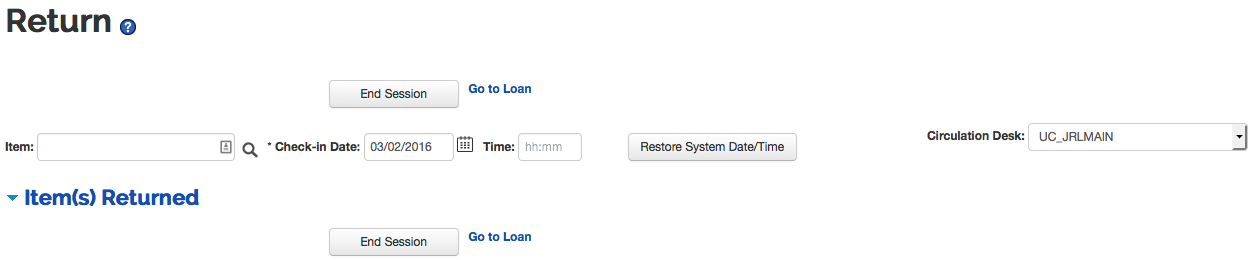 Return ?
End Session Go to Loan
Item: * Check-in Date: 03/02/2016 Time: hh:mm Restore System Date/Time Circulation Desk: UC_JRLMAIN
Item(s) Returned
End Session Go to Loan